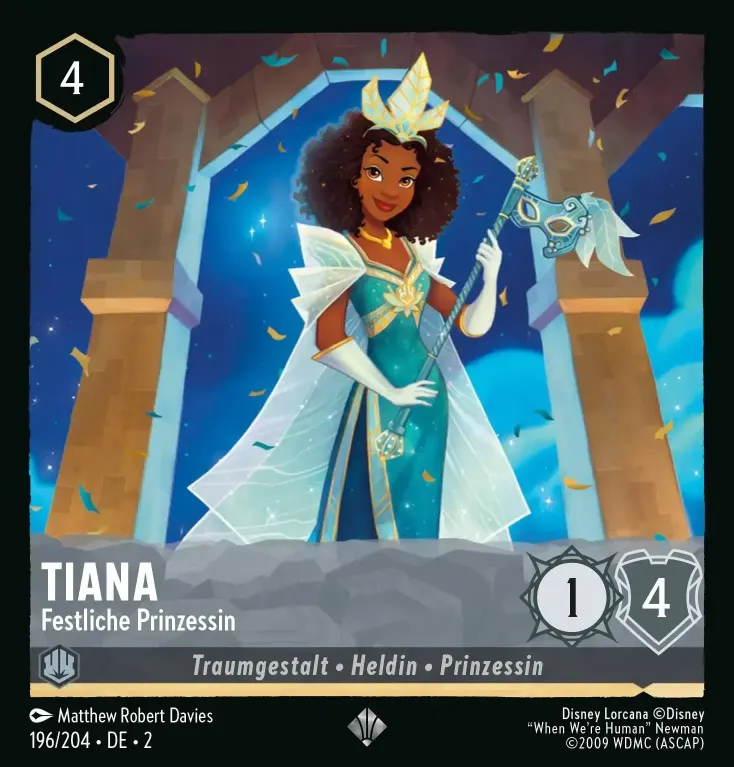 4
TIANA
Festliche Prinzessin
1
4
Traumgestalt • Heldin • Prinzessin
Matthew Robert Davies
196/204 • DE • 2
Disney Lorcana ©Disney
“When We’re Human” Newman
©2009 WDMC (ASCAP)